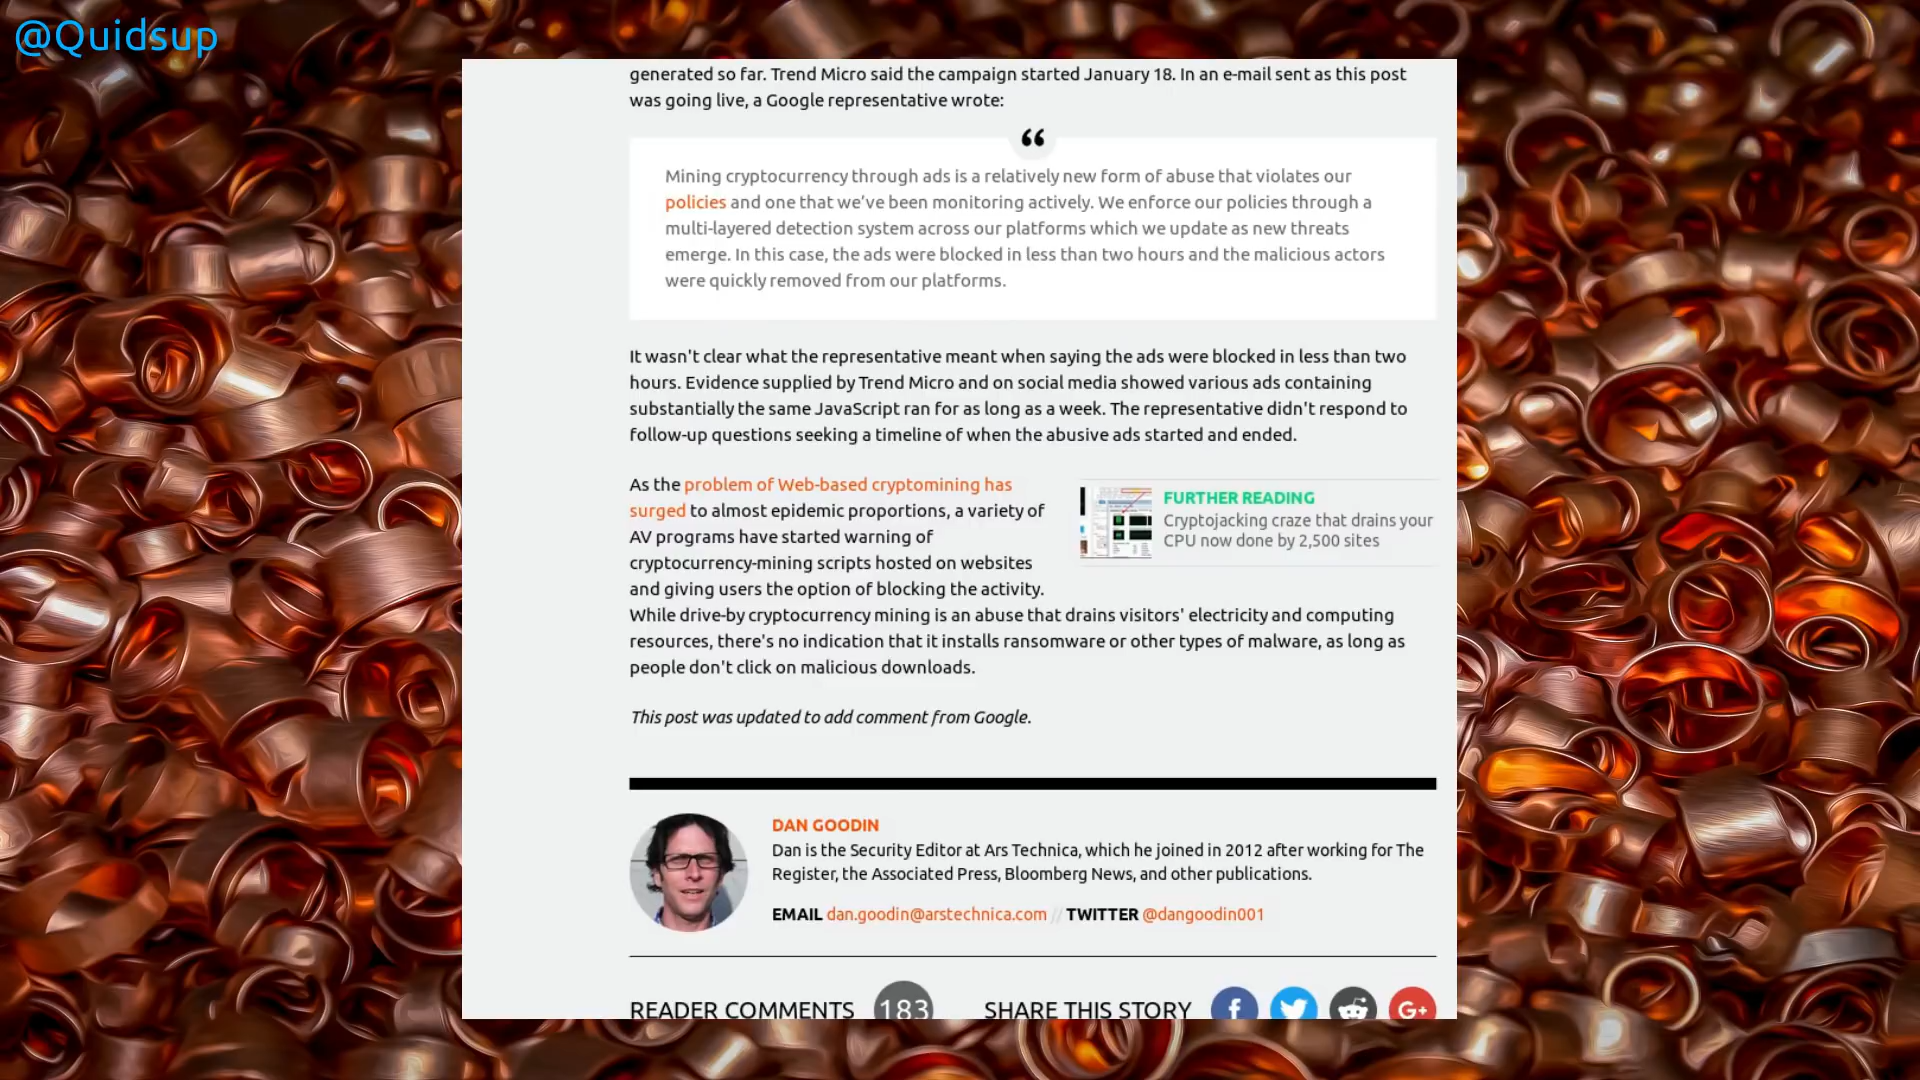 @Quidsup
generated so far. Trend Micro said the campaign started January 18. In an e-mail sent as this post
was going live, a Google representative wrote:
“
Mining cryptocurrency through ads is a relatively new form of abuse that violates our
policies and one that we’ve been monitoring actively. We enforce our policies through a
multi-layered detection system across our platforms which we update as new threats
emerge. In this case, the ads were blocked in less than two hours and the malicious actors
were quickly removed from our platforms.
It wasn't clear what the representative meant when saying the ads were blocked in less than two
hours. Evidence supplied by Trend Micro and on social media showed various ads containing
substantially the same JavaScript ran for as long as a week. The representative didn't respond to
follow-up questions seeking a timeline of when the abusive ads started and ended.
As the problem of Web-based cryptomining has
surged to almost epidemic proportions, a variety of
AV programs have started warning of
cryptocurrency-mining scripts hosted on websites
and giving users the option of blocking the activity.
FURTHER READING
Cryptojacking craze that drains your
CPU now done by 2,500 sites
While drive-by cryptocurrency mining is an abuse that drains visitors' electricity and computing
resources, there's no indication that it installs ransomware or other types of malware, as long as
people don't click on malicious downloads.
This post was updated to add comment from Google.
DAN GOODIN
Dan is the Security Editor at Ars Technica, which he joined in 2012 after working for The
Register, the Associated Press, Bloomberg News, and other publications.
EMAIL dan.goodin@arstechnica.com // TWITTER @dangoodin001
READER COMMENTS 183 SHARE THIS STORY f G+